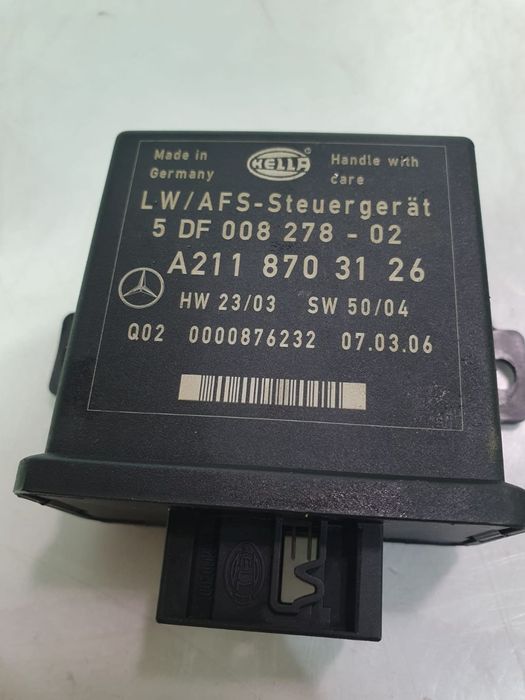 Made in
Germany
HELLA
Handle with
care
LW/AFS-Steuergerät
5 DF 008 278 - 02
A211 870 31 26
HW 23/03 SW 50/04
Q02 0000876232 07.03.06
HELLA